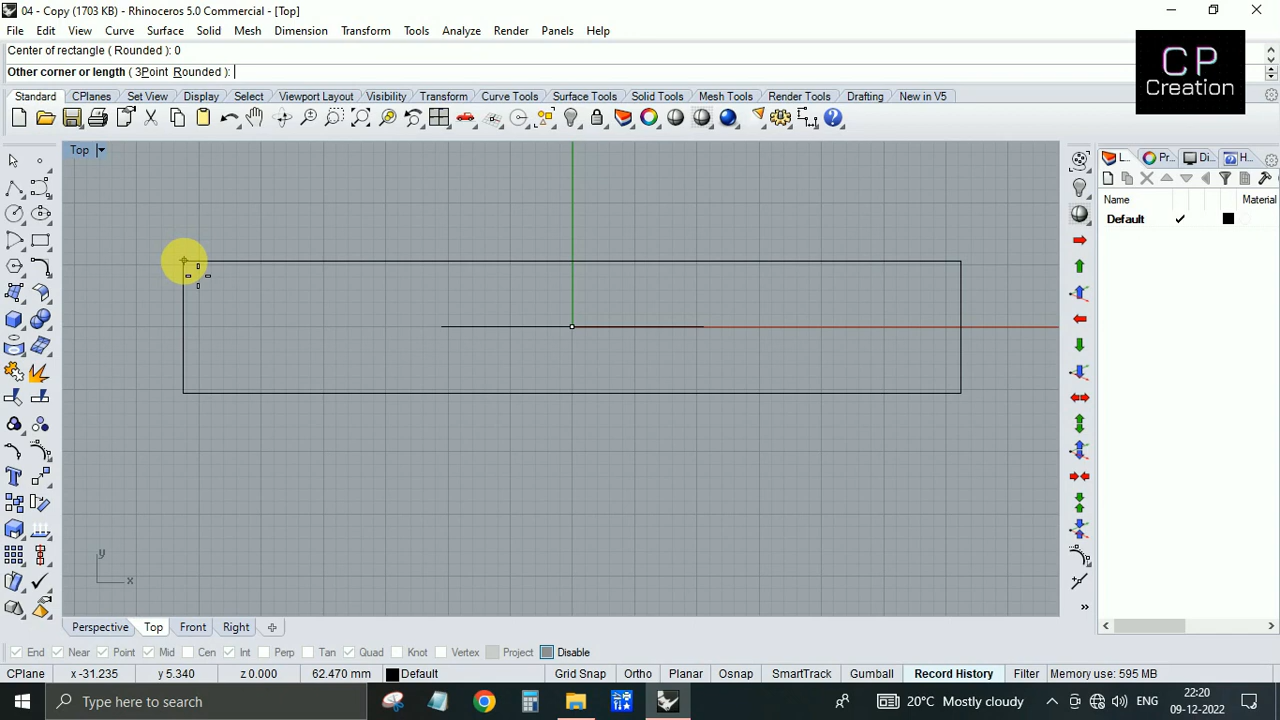 04 - Copy (1703 KB) - Rhinoceros 5.0 Commercial - [Top]
File Edit View Curve Surface Solid Mesh Dimension Transform Tools Analyze Render Panels Help
Center of rectangle ( Rounded ): 0
Other corner or length ( 3Point Rounded ):
CP
Creation
Standard CPlanes Set View Display Select Viewport Layout Visibility Transform Curve Tools Surface Tools Solid Tools Mesh Tools Render Tools Drafting New in V5
Top
L... Pr... Di... H...
Name Material
Default
y
x
Perspective Top Front Right
End Near Point Mid Cen Int Perp Tan Quad Knot Vertex Project Disable
CPlane x -31.235 y 5.340 z 0.000 62.470 mm Default Grid Snap Ortho Planar Osnap SmartTrack Gumball Record History Filter Memory use: 595 MB
Type here to search
20°C Mostly cloudy
ENG
22:20
09-12-2022